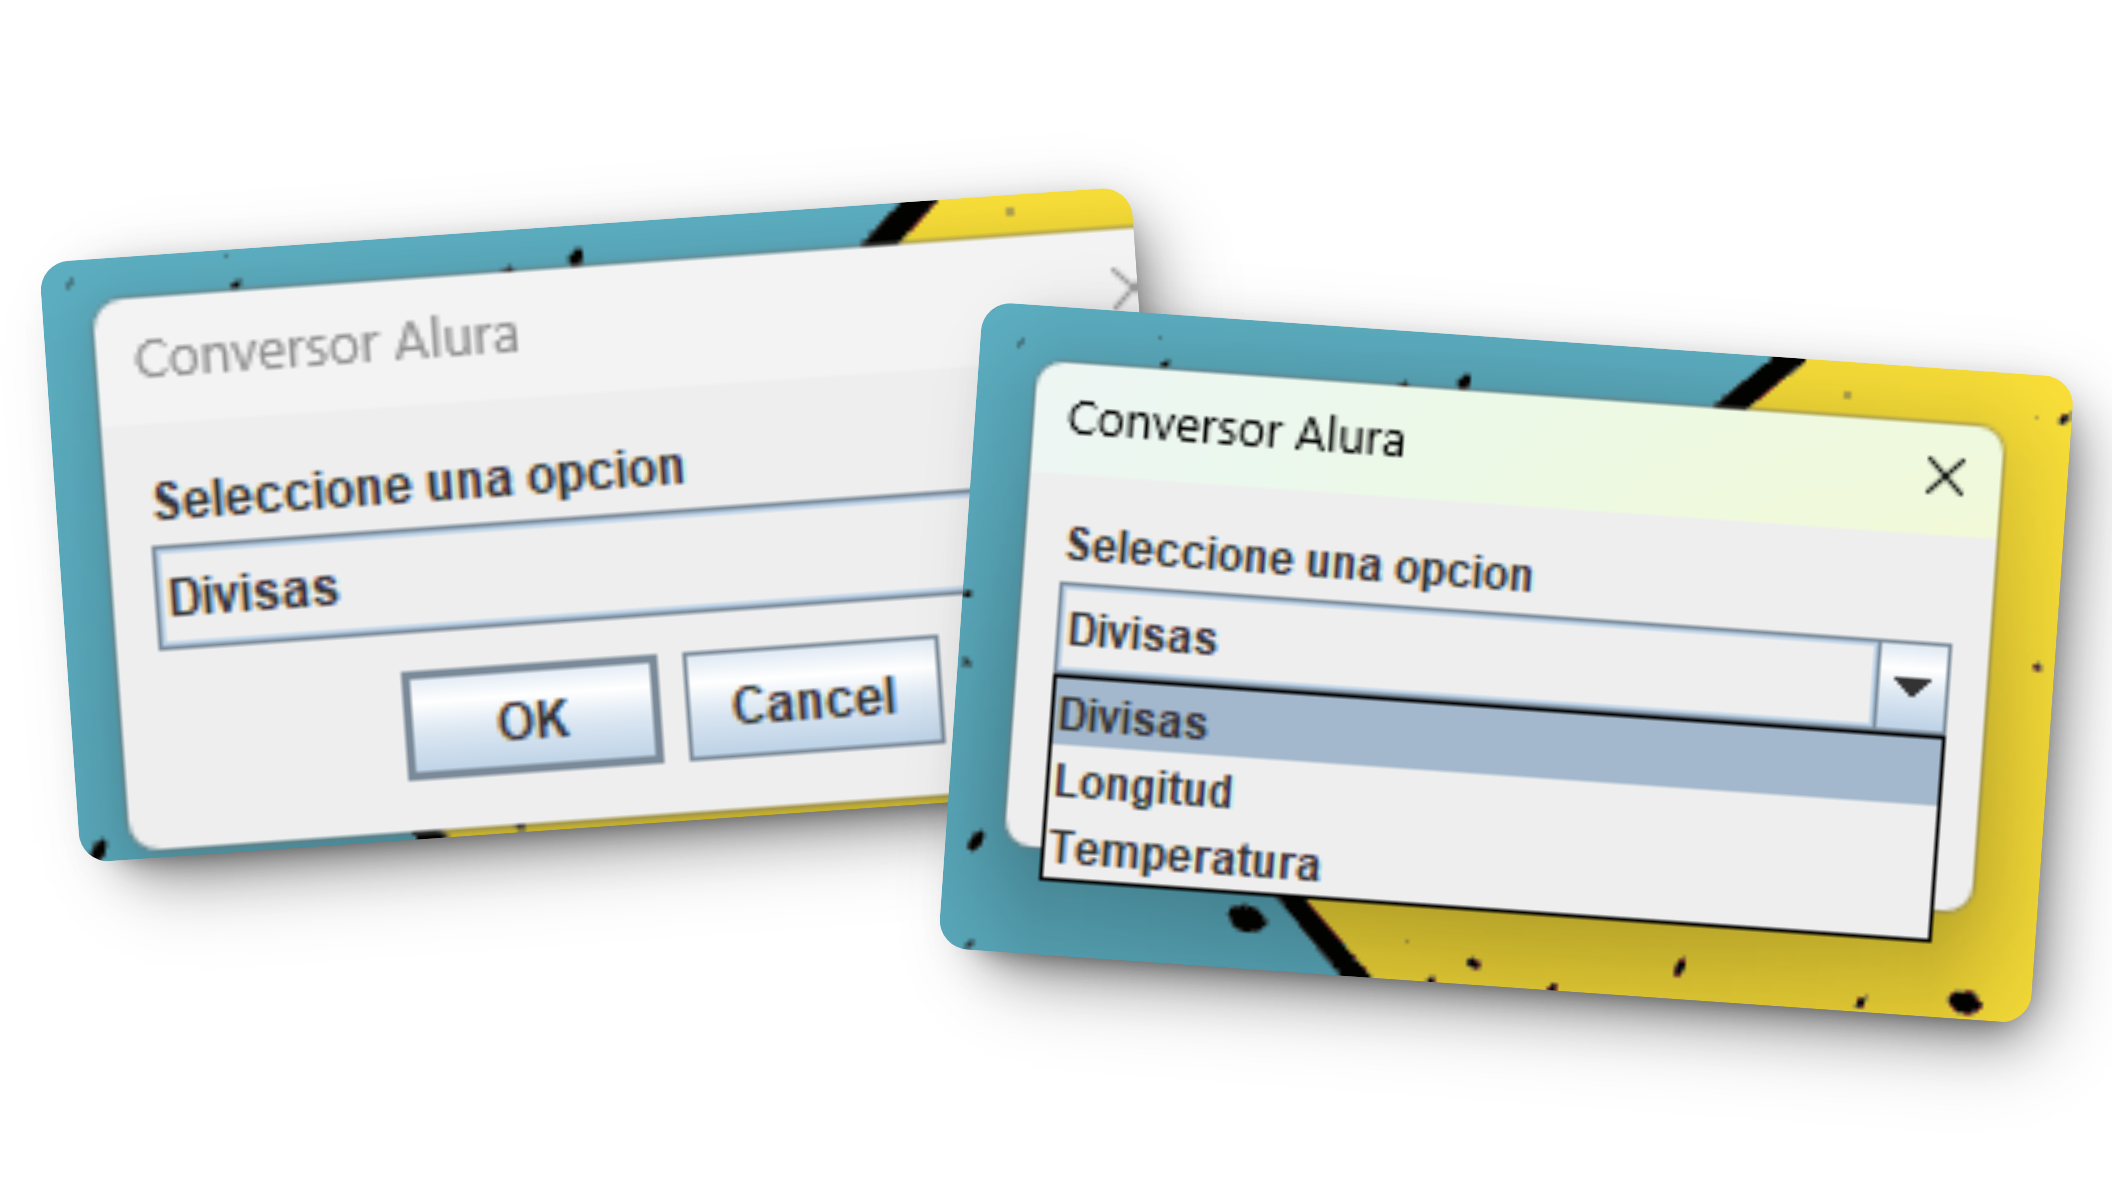 Conversor Alura
Seleccione una opcion
Divisas
OK
Cancel
Conversor Alura
Seleccione una opcion
Divisas
Divisas
Longitud
Temperatura